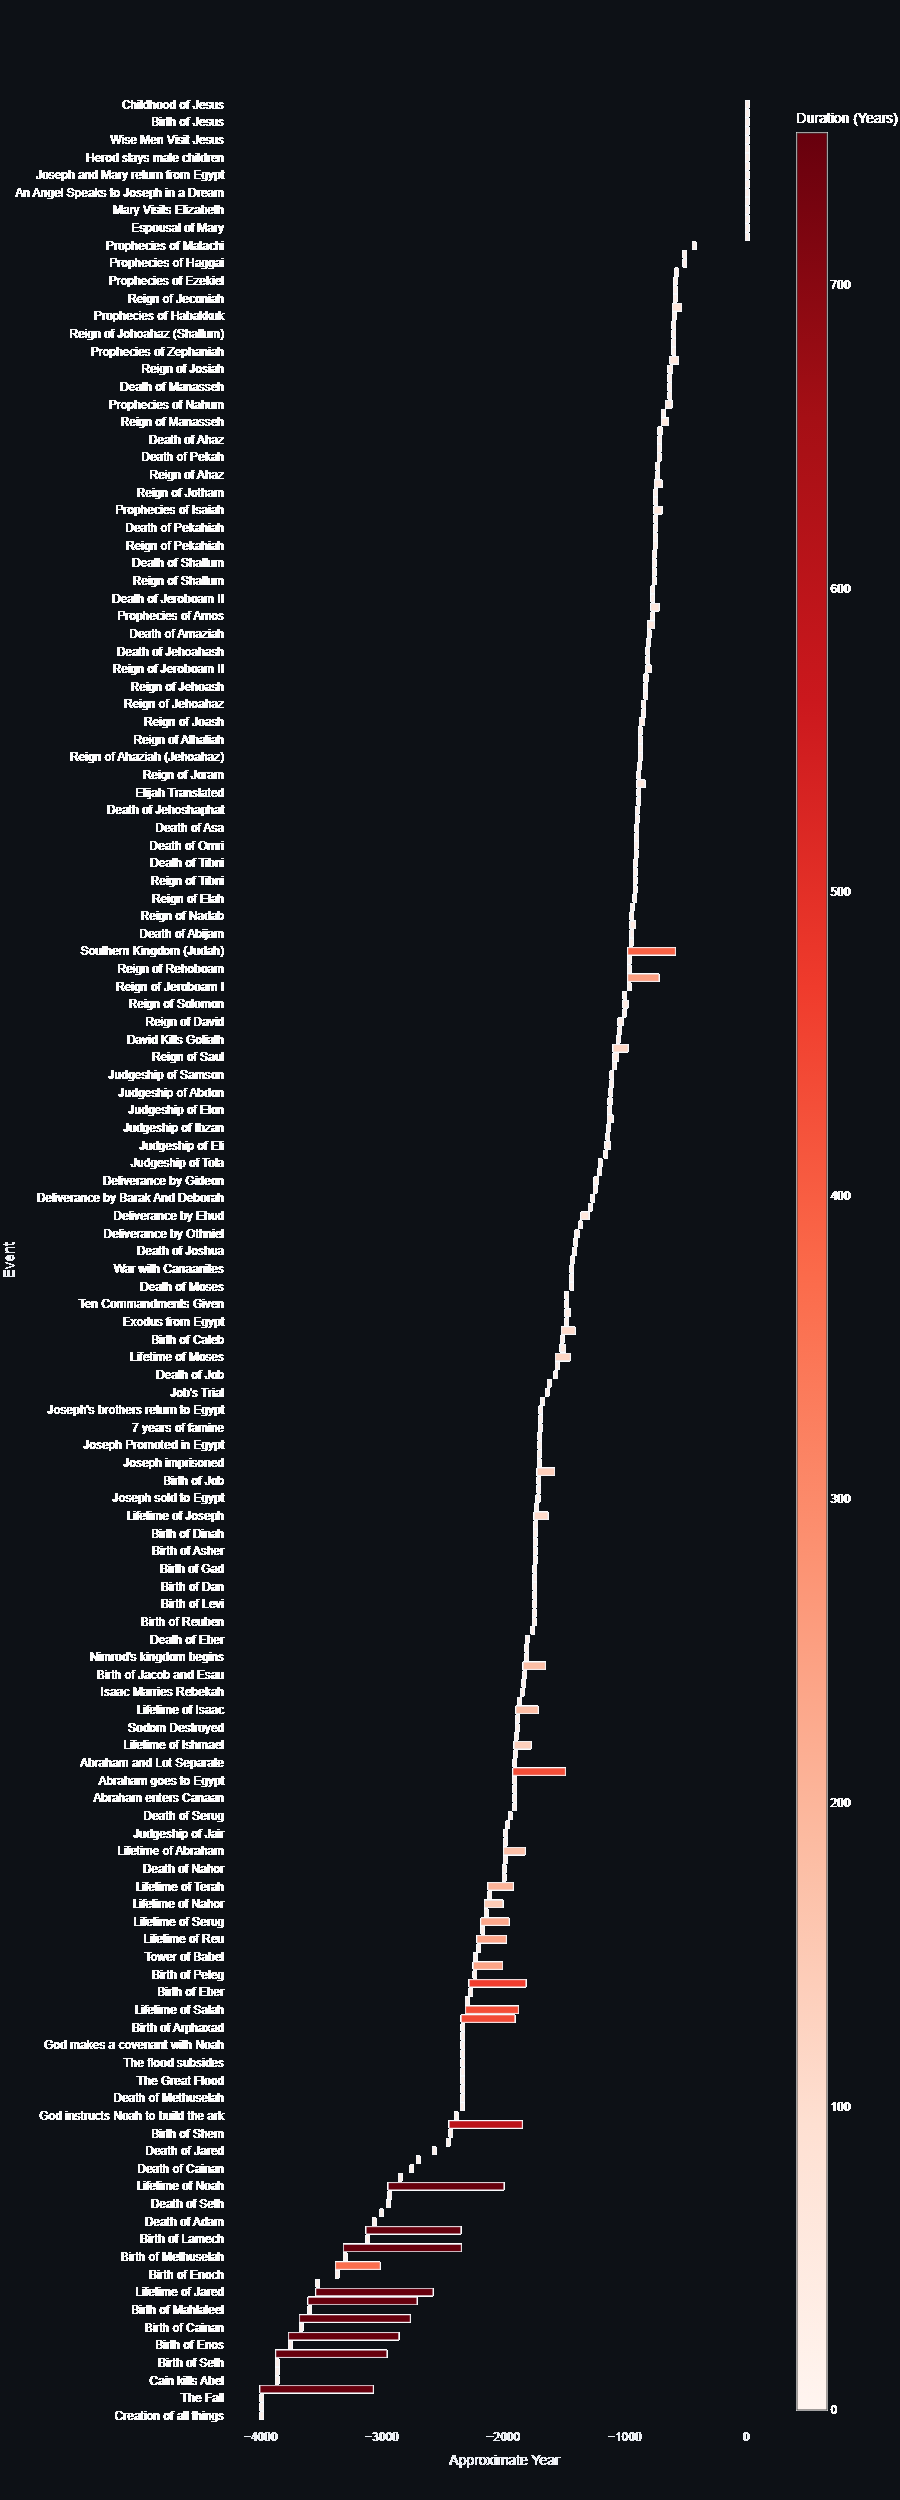 Childhood of Jesus
Birth of Jesus
Wise Men Visit Jesus
Herod slays male children
Joseph and Mary return from Egypt
An Angel Speaks to Joseph in a Dream
Mary Visits Elizabeth
Espousal of Mary
Prophecies of Malachi
Prophecies of Haggai
Prophecies of Ezekiel
Reign of Jeconiah
Prophecies of Habakkuk
Reign of Jehoahaz (Shallum)
Prophecies of Zephaniah
Reign of Josiah
Death of Manasseh
Prophecies of Nahum
Reign of Manasseh
Death of Ahaz
Death of Pekah
Reign of Ahaz
Reign of Jotham
Prophecies of Isaiah
Death of Pekahiah
Reign of Pekahiah
Death of Shallum
Reign of Shallum
Death of Jeroboam II
Prophecies of Amos
Death of Amaziah
Death of Jehoahash
Reign of Jeroboam II
Reign of Jehoash
Reign of Jehoahaz
Reign of Joash
Reign of Athaliah
Reign of Ahaziah (Jehoahaz)
Reign of Joram
Elijah Translated
Death of Jehoshaphat
Death of Asa
Death of Omri
Death of Tibni
Reign of Tibni
Reign of Elah
Reign of Nadab
Death of Abijam
Southern Kingdom (Judah)
Reign of Rehoboam
Reign of Jeroboam I
Reign of Solomon
Reign of David
David Kills Goliath
Reign of Saul
Judgeship of Samson
Judgeship of Abdon
Judgeship of Elon
Judgeship of Ibzan
Judgeship of Eli
Judgeship of Tola
Deliverance by Gideon
Deliverance by Barak And Deborah
Deliverance by Ehud
Deliverance by Othniel
Death of Joshua
War with Canaanites
Death of Moses
Ten Commandments Given
Exodus from Egypt
Birth of Caleb
Lifetime of Moses
Death of Job
Job's Trial
Joseph's brothers return to Egypt
7 years of famine
Joseph Promoted in Egypt
Joseph imprisoned
Birth of Job
Joseph sold to Egypt
Lifetime of Joseph
Birth of Dinah
Birth of Asher
Birth of Gad
Birth of Dan
Birth of Levi
Birth of Reuben
Death of Eber
Nimrod's kingdom begins
Birth of Jacob and Esau
Isaac Marries Rebekah
Lifetime of Isaac
Sodom Destroyed
Lifetime of Ishmael
Abraham and Lot Separate
Abraham goes to Egypt
Abraham enters Canaan
Death of Serug
Judgeship of Jair
Lifetime of Abraham
Death of Nahor
Lifetime of Terah
Lifetime of Nahor
Lifetime of Serug
Lifetime of Reu
Tower of Babel
Birth of Peleg
Birth of Eber
Lifetime of Salah
Birth of Arphaxad
God makes a covenant with Noah
The flood subsides
The Great Flood
Death of Methuselah
God instructs Noah to build the ark
Birth of Shem
Death of Jared
Death of Cainan
Lifetime of Noah
Death of Seth
Death of Adam
Birth of Lamech
Birth of Methuselah
Birth of Enoch
Lifetime of Jared
Birth of Mahlaleel
Birth of Cainan
Birth of Enos
Birth of Seth
Cain kills Abel
The Fall
Creation of all things
Event
−4000
−3000
−2000
−1000
0
Approximate Year
Duration (Years)
700
600
500
400
300
200
100
0